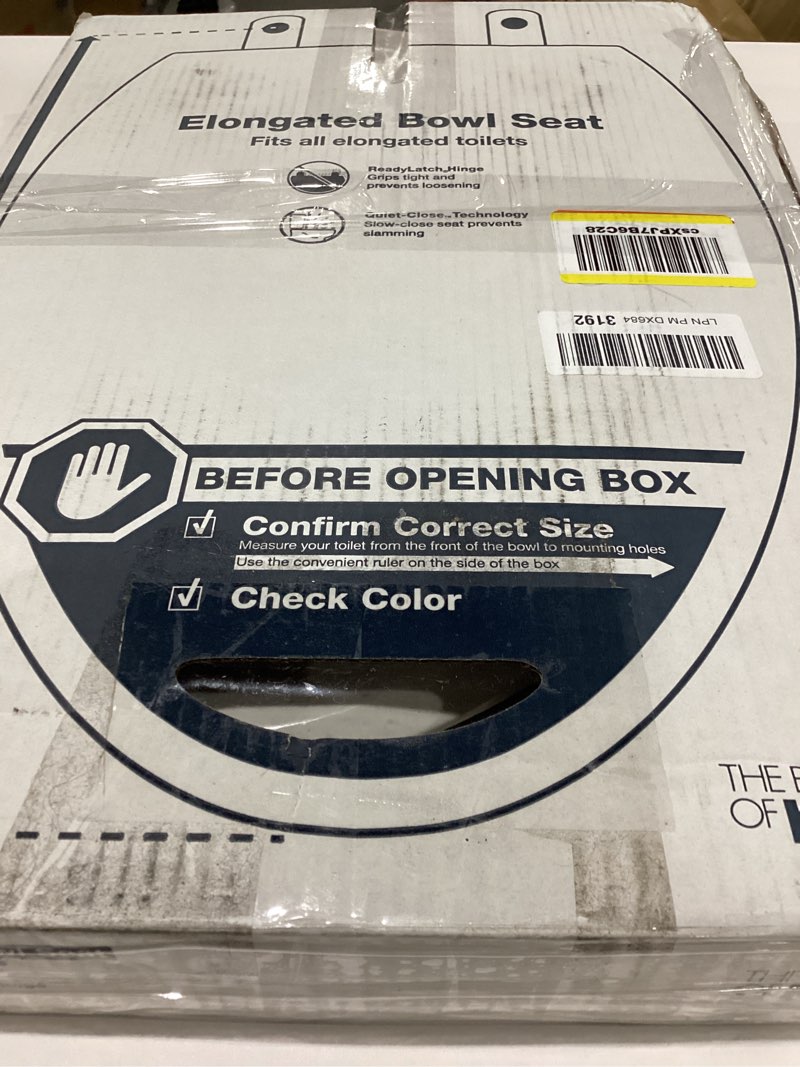 Elongated Bowl Seat
Fits all elongated toilets
ReadyLatch Hinge
Grips tight and
prevents loosening
Quiet-Close Technology
Slow-close seat prevents
slamming
csXPJ7B6C28
LPN PM DX684 3192
BEFORE OPENING BOX
Confirm Correct Size
Measure your toilet from the front of the bowl to mounting holes
Use the convenient ruler on the side of the box
Check Color
THE
OF